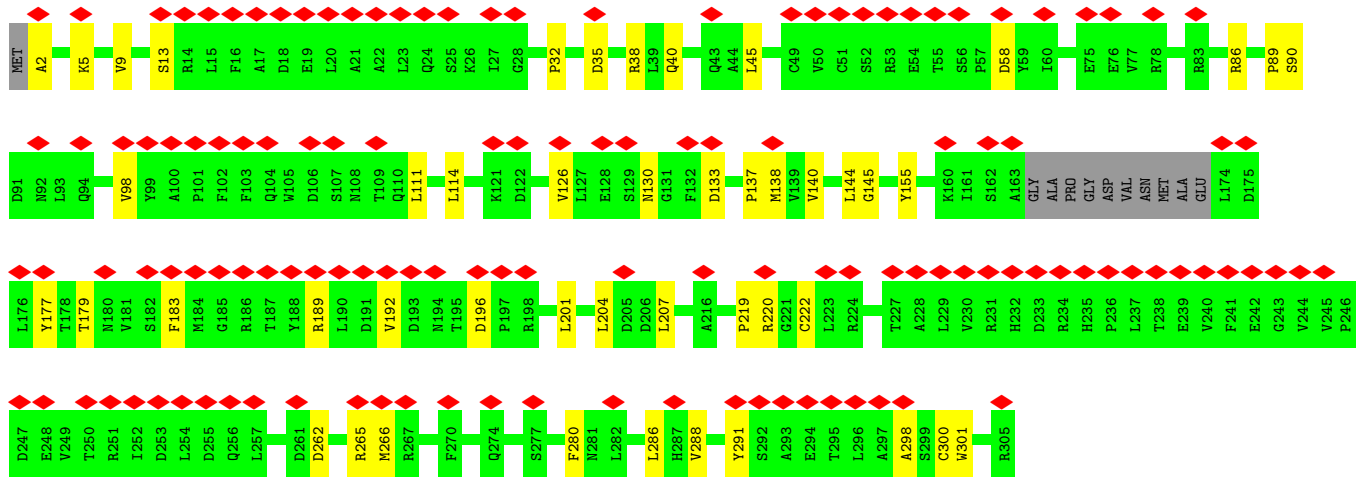 MET A2 K5 V9 S13 R14 L15 F16 A17 D18 E19 L20 A21 A22 L23 Q24 S25 K26 I27 G28 P32 D35 R38 L39 Q40 Q43 A44 L45 C49 V50 C51 S52 R53 E54 T55 S56 P57 D58 Y59 I60 E75 E76 V77 R78 R83 R86 P89 S90
D91 N92 L93 Q94 V98 Y99 A100 P101 F102 F103 Q104 W105 D106 S107 N108 T109 Q110 L111 L114 K121 D122 V126 L127 E128 S129 N130 G131 F132 D133 P137 M138 V139 V140 L144 G145 Y155 K160 I161 S162 A163 GLY ALA PRO GLY ASP VAL ASN MET ALA GLU L174 D175
L176 Y177 T178 T179 N180 V181 S182 F183 M184 G185 R186 T187 Y188 R189 L190 D191 V192 D193 N194 T195 D196 P197 R198 L201 L204 D205 D206 L207 A216 P219 R220 G221 C222 L223 R224 T227 A228 L229 V230 R231 H232 D233 R234 H235 P236 L237 T238 E239 V240 F241 E242 G243 V244 V245 P246
D247 E248 V249 T250 R251 I252 D253 L254 D255 Q256 L257 D261 D262 R265 M266 R267 F270 Q274 S277 F280 N281 L282 L286 H287 V288 Y291 S292 A293 E294 T295 L296 A297 A298 S299 C300 W301 R305